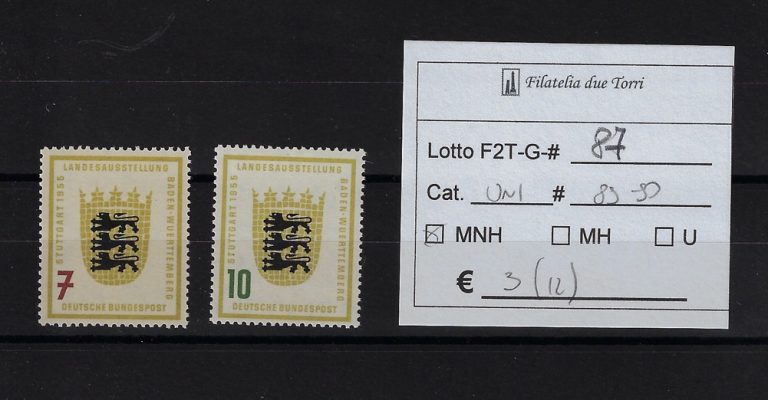 LANDESAUSSTELLUNG
STUTTGART 1955
BADEN-WUERTTEMBERG
7
DEUTSCHE BUNDESPOST
LANDESAUSSTELLUNG
STUTTGART 1955
BADEN-WUERTTEMBERG
10
DEUTSCHE BUNDESPOST
Filatelia due Torri
Lotto F2T-G-# 87
Cat. UNI # 89-90
MNH MH U
€ 3 (12)